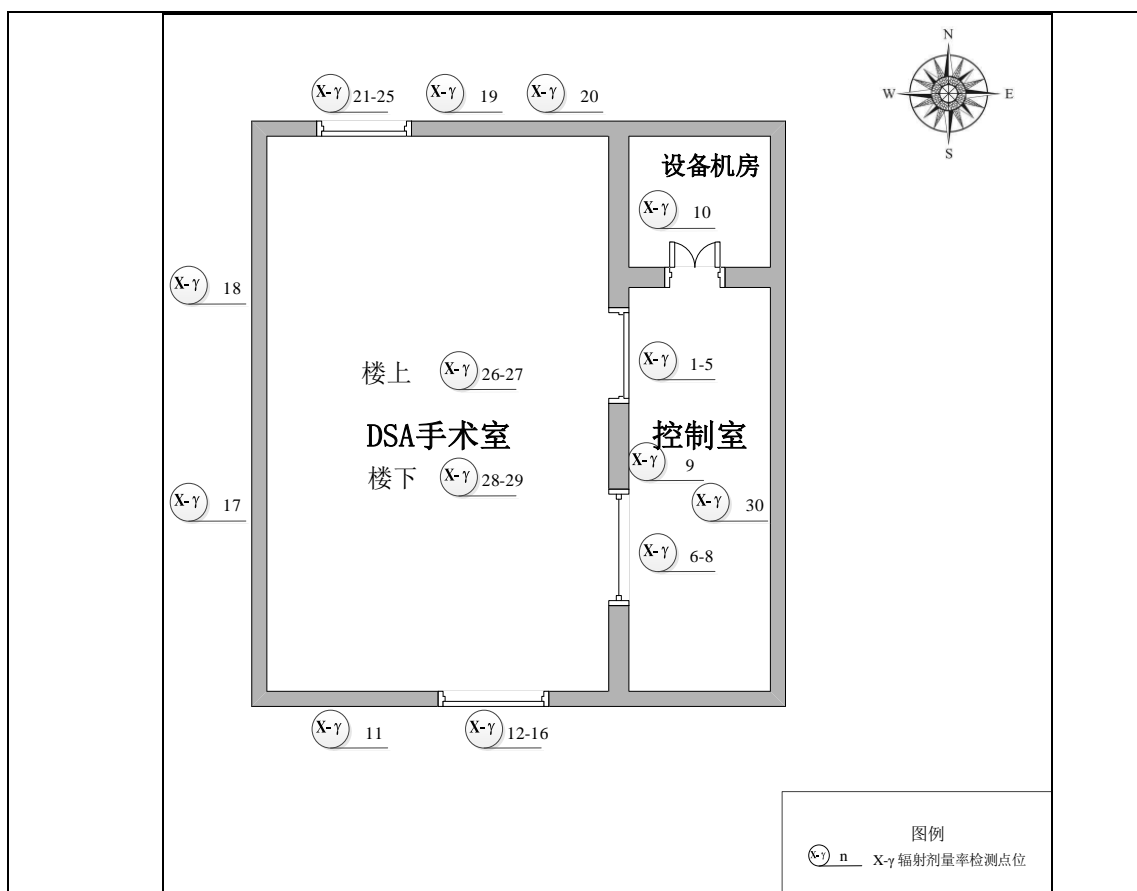 N
W E
S
X-γ 21-25 X-γ 19 X-γ 20
设备机房
X-γ 10
X-γ 18
X-γ 1-5
楼上 X-γ 26-27
DSA手术室 控制室
X-γ 9
楼下 X-γ 28-29
X-γ 17
X-γ 30
X-γ 6-8
X-γ 11 X-γ 12-16
图例
X-γ n X-γ 辐射剂量率检测点位